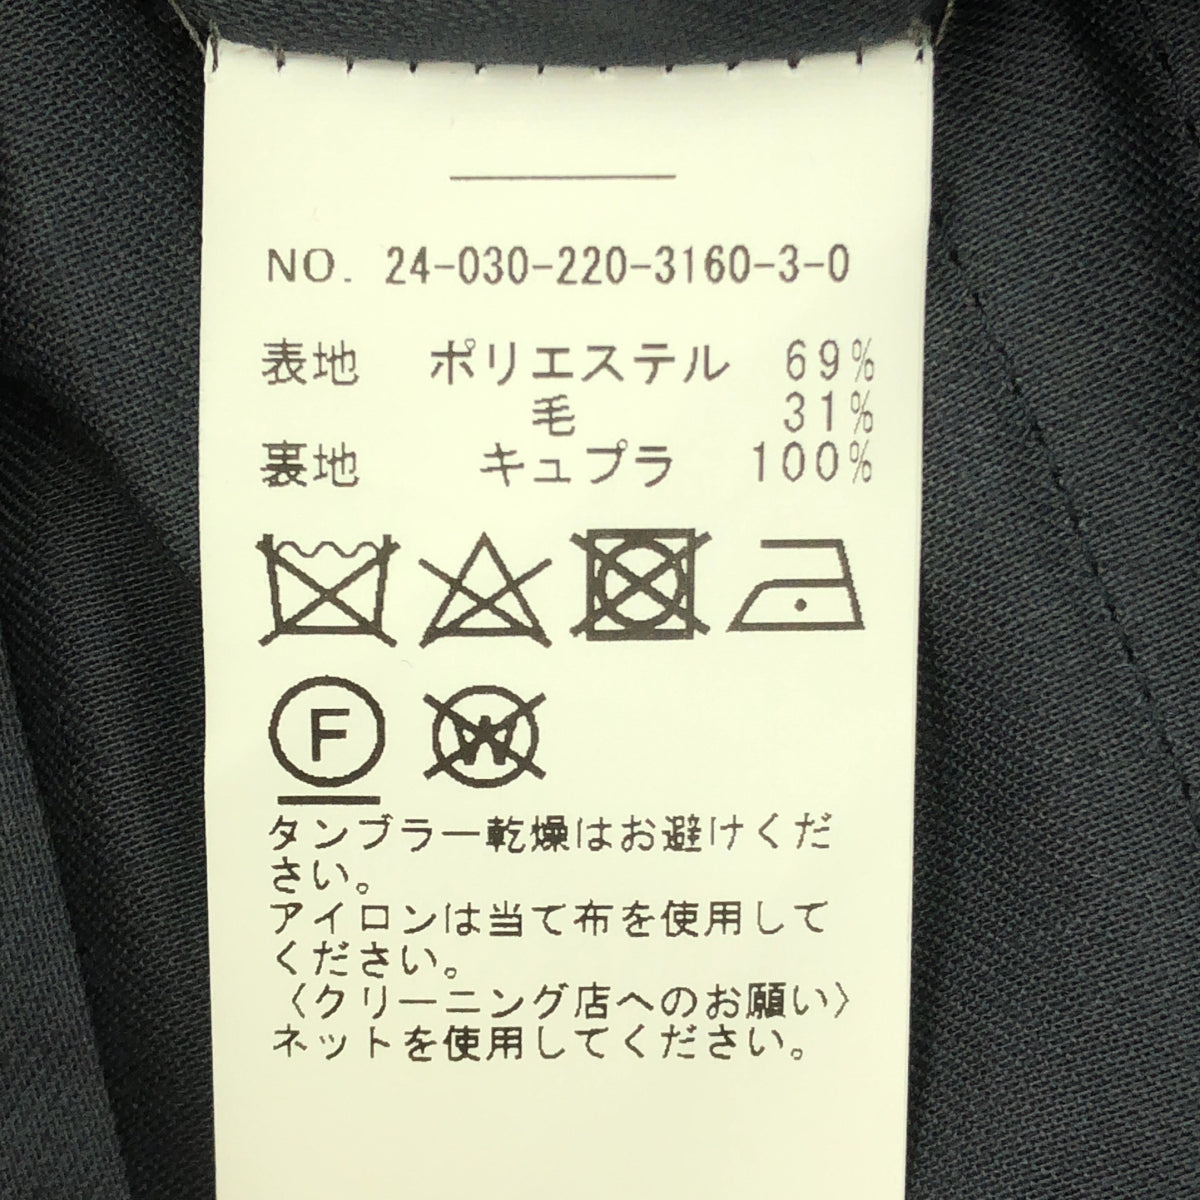 NO. 24-030-220-3160-3-0
表地 ポリエステル 69%
毛 31%
裏地 キュプラ 100%
F W
タンブラー乾燥はお避けくだ
さい。
アイロンは当て布を使用して
ください。
〈クリーニング店へのお願い〉
ネットを使用してください。